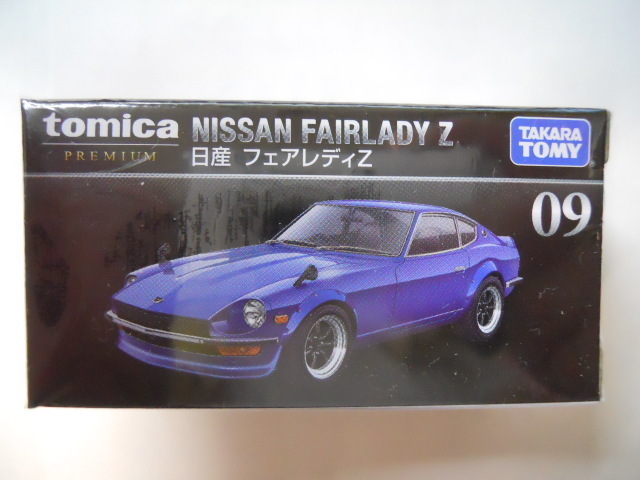 tomica
PREMIUM
NISSAN FAIRLADY Z
日産 フェアレディZ
TAKARA
TOMY
09